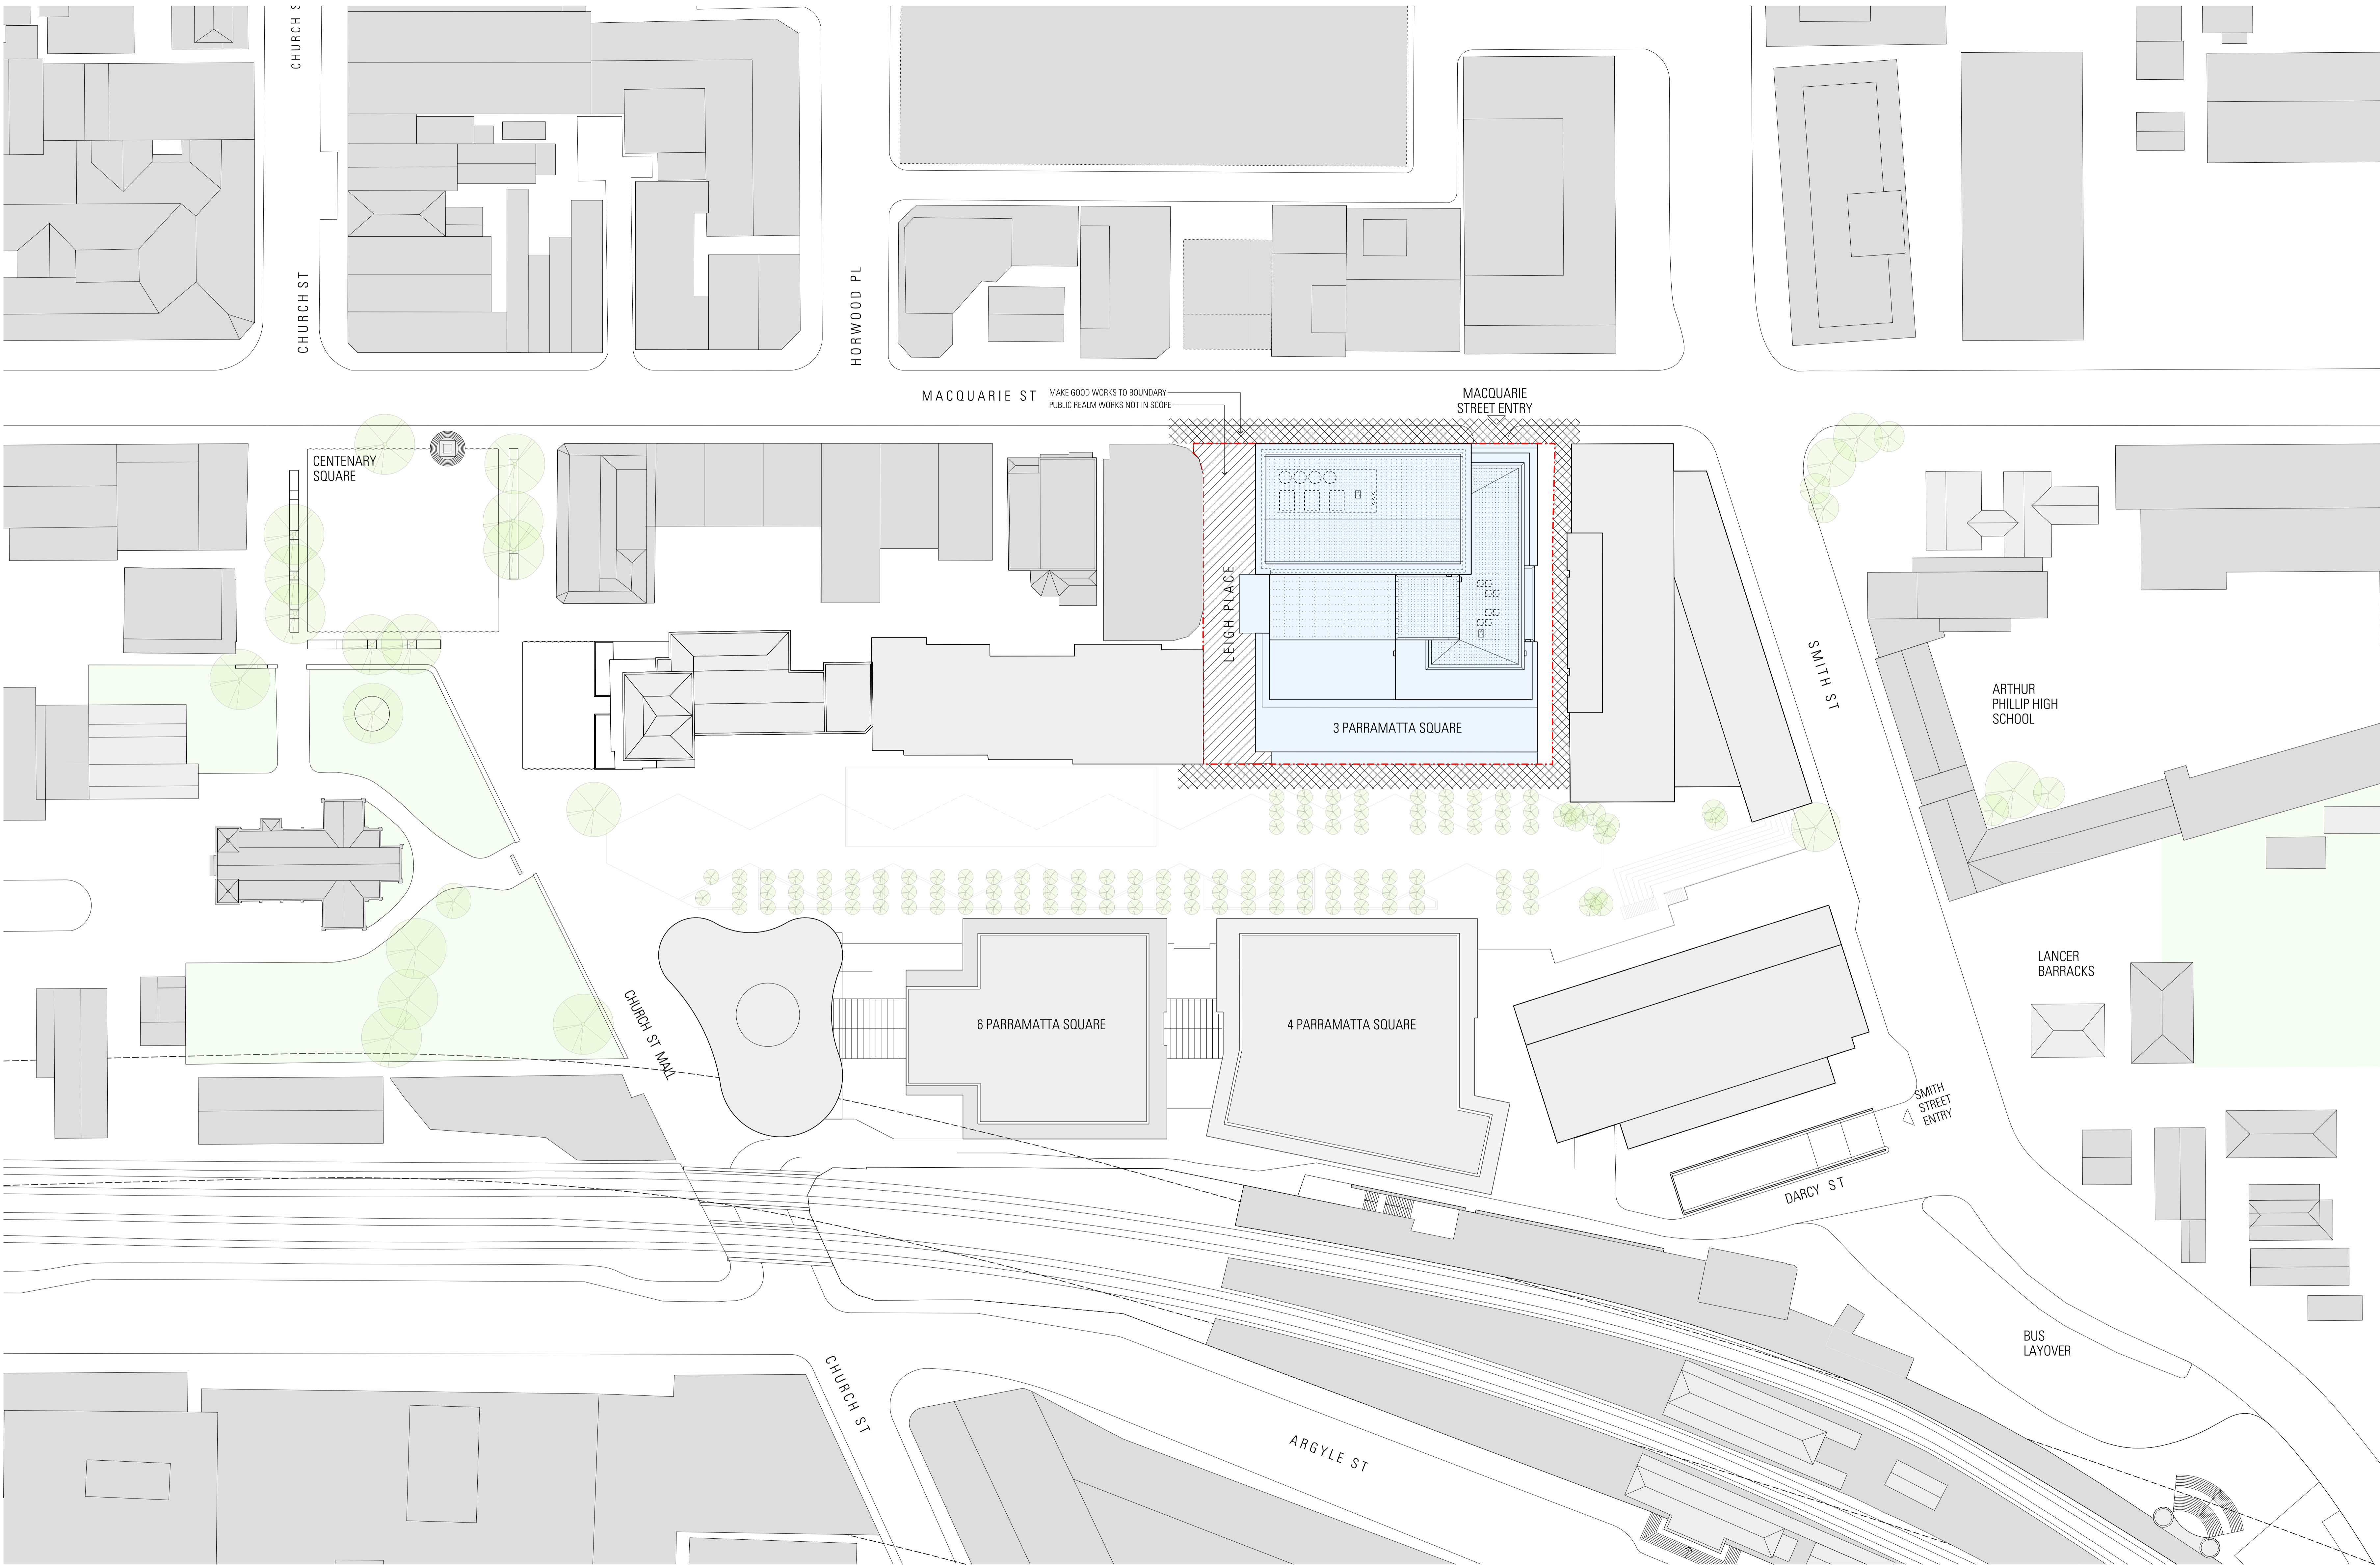 CHURCH S
CHURCH ST
HORWOOD PL
MACQUARIE ST
MAKE GOOD WORKS TO BOUNDARY
PUBLIC REALM WORKS NOT IN SCOPE
MACQUARIE
STREET ENTRY
CENTENARY
SQUARE
LEIGH PLACE
3 PARRAMATTA SQUARE
SMITH ST
ARTHUR
PHILLIP HIGH
SCHOOL
LANCER
BARRACKS
CHURCH ST MALL
6 PARRAMATTA SQUARE
4 PARRAMATTA SQUARE
SMITH
STREET
ENTRY
DARCY ST
BUS
LAYOVER
CHURCH ST
ARGYLE ST